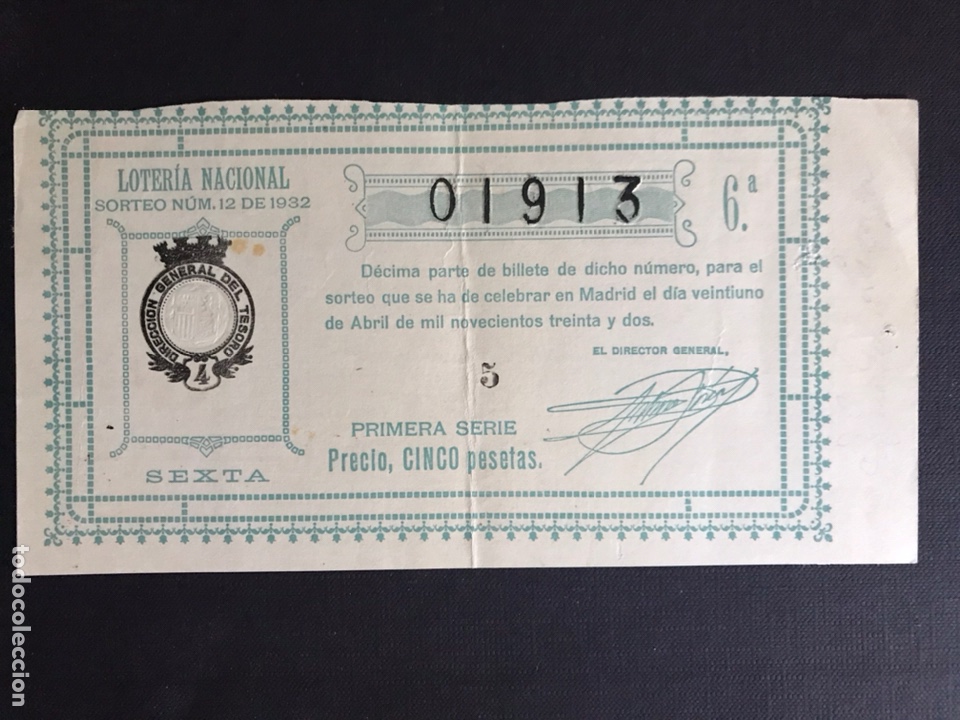 LOTERÍA NACIONAL
SORTEO NÚM. 12 DE 1932
01913
6.ª
DIRECCION GENERAL DEL TESORO
4
Décima parte de billete de dicho número, para el
sorteo que se ha de celebrar en Madrid el día veintiuno
de Abril de mil novecientos treinta y dos.
EL DIRECTOR GENERAL,
5
PRIMERA SERIE
Precio, CINCO pesetas.
SEXTA
todocoleccion